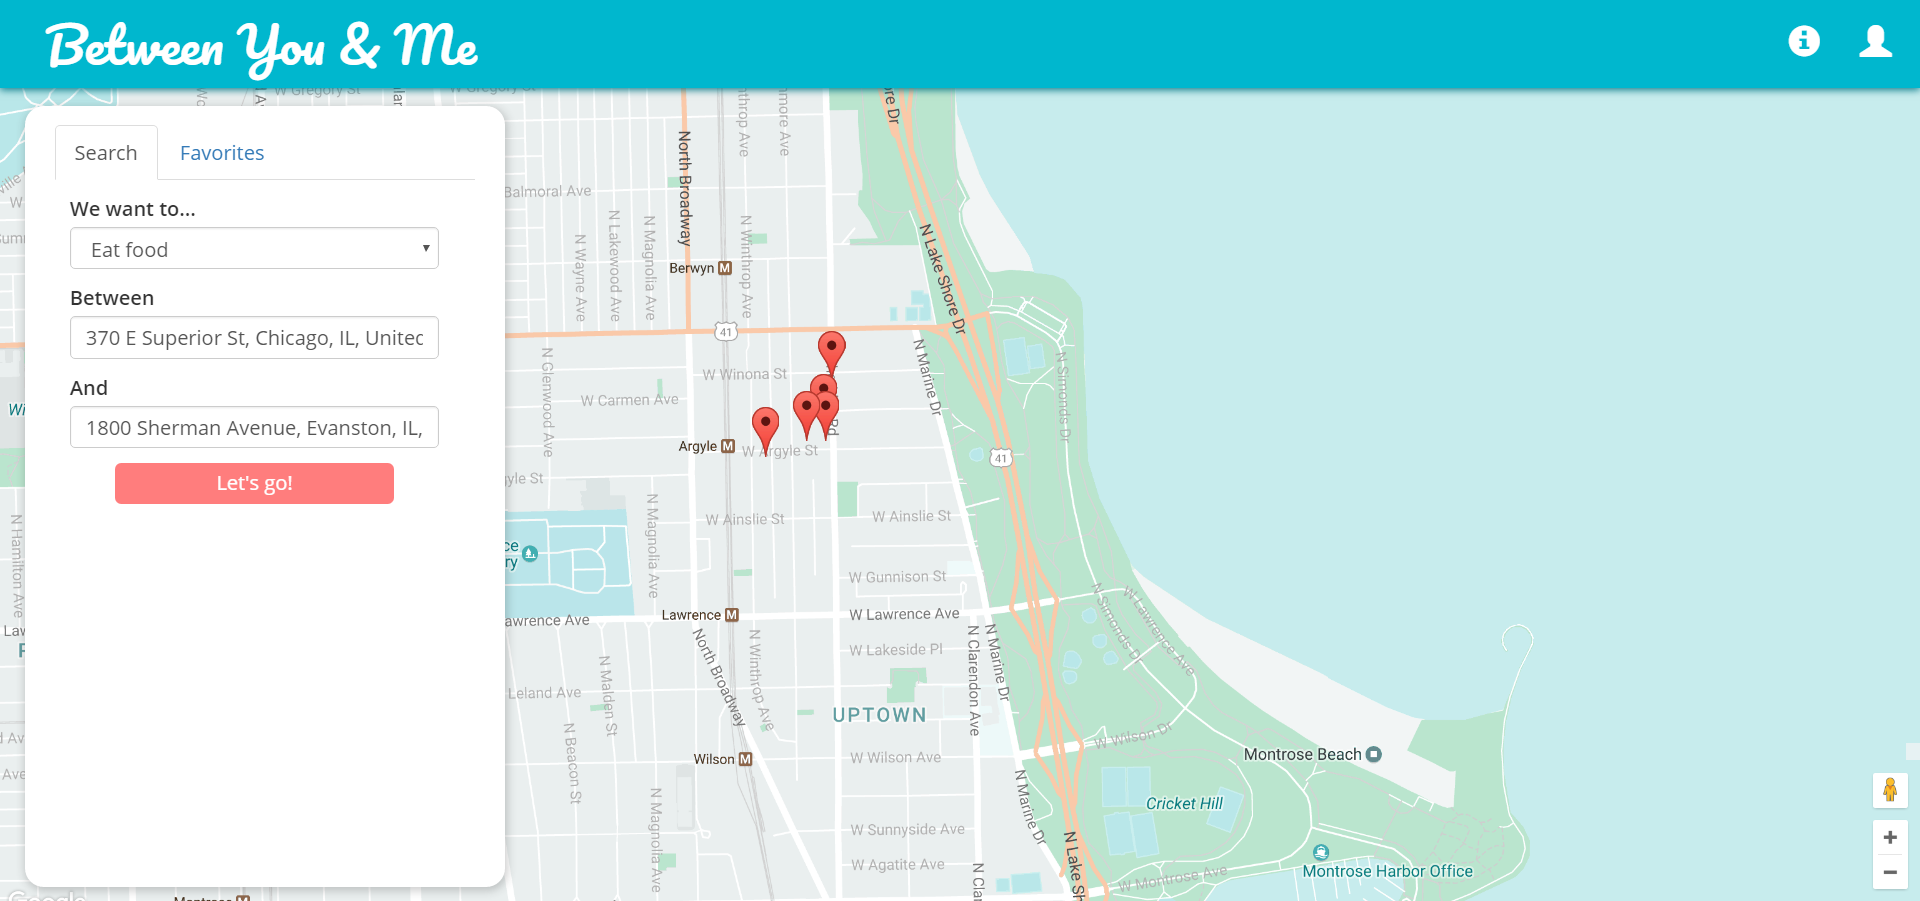 Between You & Me
Search
Favorites
We want to...
Eat food
Between
370 E Superior St, Chicago, IL, Unitec
And
1800 Sherman Avenue, Evanston, IL,
Let's go!
W Gregory St
Balmoral Ave
North Broadway
N Winthrop Ave
N Lakewood Ave
N Magnolia Ave
N Wayne Ave
Berwyn
41
N Lake Shore Dr
N Glenwood Ave
W Winona St
W Carmen Ave
N Marine Dr
N Simonds Dr
Rd
Argyle
W Argyle St
41
W Ainslie St
W Ainslie St
N Magnolia Ave
N Hamilton Ave
W Gunnison St
Lawrence
W Lawrence Ave
awrence Ave
N Simonds Dr
W Lawrence Ave
N Winthrop Ave
North Broadway
W Lakeside Pl
N Clarendon Ave
N Marine Dr
Leland Ave
N Malden St
UPTOWN
N Beacon St
Wilson
W Wilson Ave
W Wilson Dr
Montrose Beach
N Magnolia Ave
N Marine Dr
Cricket Hill
W Sunnyside Ave
W Agatite Ave
N Lake Sh
N Clar
W Montrose Ave
Montrose Harbor Office